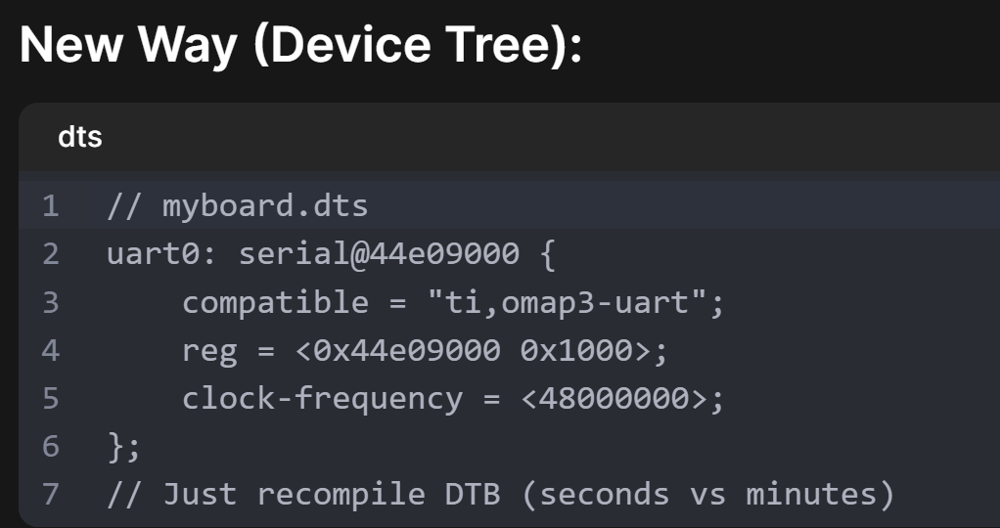 New Way (Device Tree):
dts
1 // myboard.dts
2 uart0: serial@44e09000 {
3     compatible = "ti,omap3-uart";
4     reg = <0x44e09000 0x1000>;
5     clock-frequency = <48000000>;
6 };
7 // Just recompile DTB (seconds vs minutes)